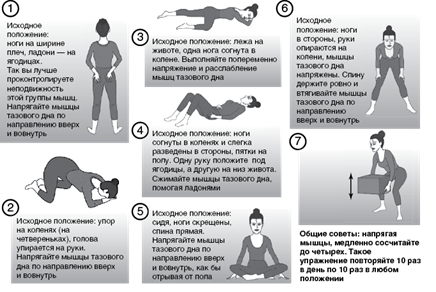 1
Исходное
положение:
ноги на ширине
плеч, ладони — на
ягодицах.
Так вы лучше
проконтролируете
неподвижность
этой группы мышц.
Напрягайте мышцы
тазового дна по
направлению вверх
и вовнутрь
2
Исходное положение: упор
на коленях (на
четвереньках), голова
упирается на руки.
Напрягайте мышцы тазового
дна по направлению вверх и
вовнутрь
3
Исходное положение: лежа на
животе, одна нога согнута в
колене. Выполняйте попеременно
напряжение и расслабление
мышц тазового дна
4
Исходное положение: ноги
согнуты в коленях и слегка
разведены в стороны, пятки на
полу. Одну руку положите под
ягодицы, а другую на низ живота.
Сжимайте мышцы тазового дна,
помогая ладонями
5
Исходное положение:
сидя, ноги скрещены,
спина прямая.
Напрягайте мышцы
тазового дна по
направлению вверх
и вовнутрь, как бы
отрывая от пола
6
Исходное
положение: ноги
в стороны, руки
опираются на
колени, мышцы
тазового дна
напряжены. Спину
держите ровно и
втягивайте мышцы
тазового дна по
направлению
вверх и вовнутрь
7
Общие советы: напрягая
мышцы, медленно сосчитайте
до четырех. Такое
упражнение повторяйте 10 раз
в день по 10 раз в любом
положении